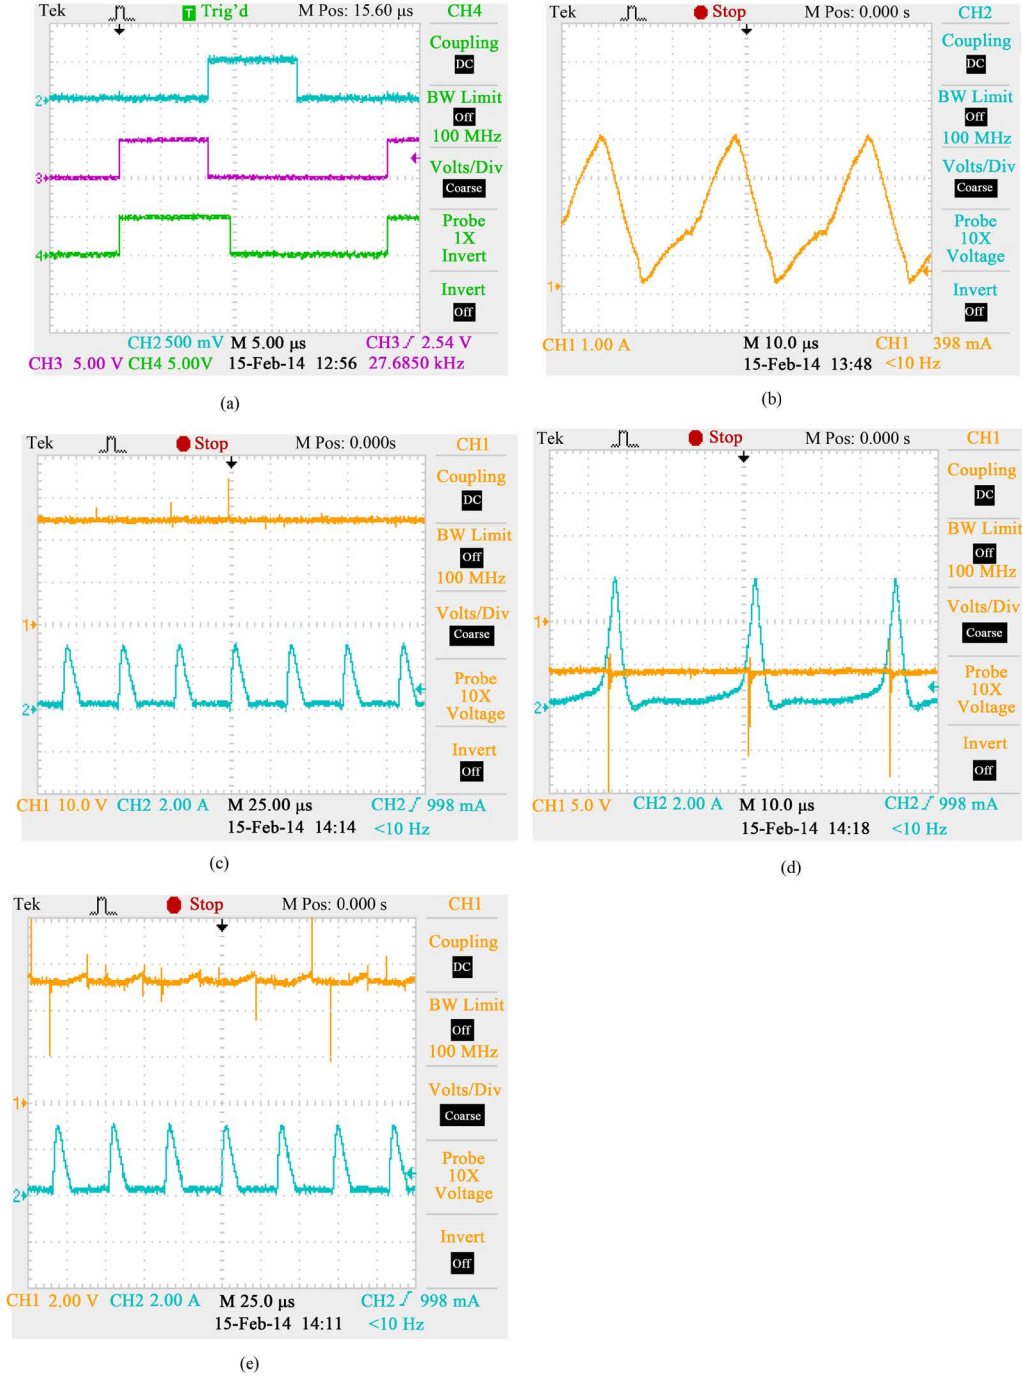 Tek T Trig'd M Pos: 15.60 µs CH4
Coupling
DC
BW Limit
Off
100 MHz
Volts/Div
Coarse
Probe
1X
Invert
Invert
Off
2
3
4
CH2 500 mV M 5.00 µs CH3 2.54 V
CH3 5.00 V CH4 5.00V 15-Feb-14 12:56 27.6850 kHz
(a)
Tek Stop M Pos: 0.000 s CH2
Coupling
DC
BW Limit
Off
100 MHz
Volts/Div
Coarse
Probe
10X
Voltage
Invert
Off
1
CH1 1.00 A M 10.0 µs CH1 398 mA
15-Feb-14 13:48 <10 Hz
(b)
Tek Stop M Pos: 0.000s CH1
Coupling
DC
BW Limit
Off
100 MHz
Volts/Div
Coarse
Probe
10X
Voltage
Invert
Off
1
2
CH1 10.0 V CH2 2.00 A M 25.00 µs CH2 998 mA
15-Feb-14 14:14 <10 Hz
(c)
Tek Stop M Pos: 0.000 s CH1
Coupling
DC
BW Limit
Off
100 MHz
Volts/Div
Coarse
Probe
10X
Voltage
Invert
Off
1
2
CH1 5.0 V CH2 2.00 A M 10.0 µs CH2 998 mA
15-Feb-14 14:18 <10 Hz
(d)
Tek Stop M Pos: 0.000 s CH1
Coupling
DC
BW Limit
Off
100 MHz
Volts/Div
Coarse
Probe
10X
Voltage
Invert
Off
1
2
CH1 2.00 V CH2 2.00 A M 25.0 µs CH2 998 mA
15-Feb-14 14:11 <10 Hz
(e)